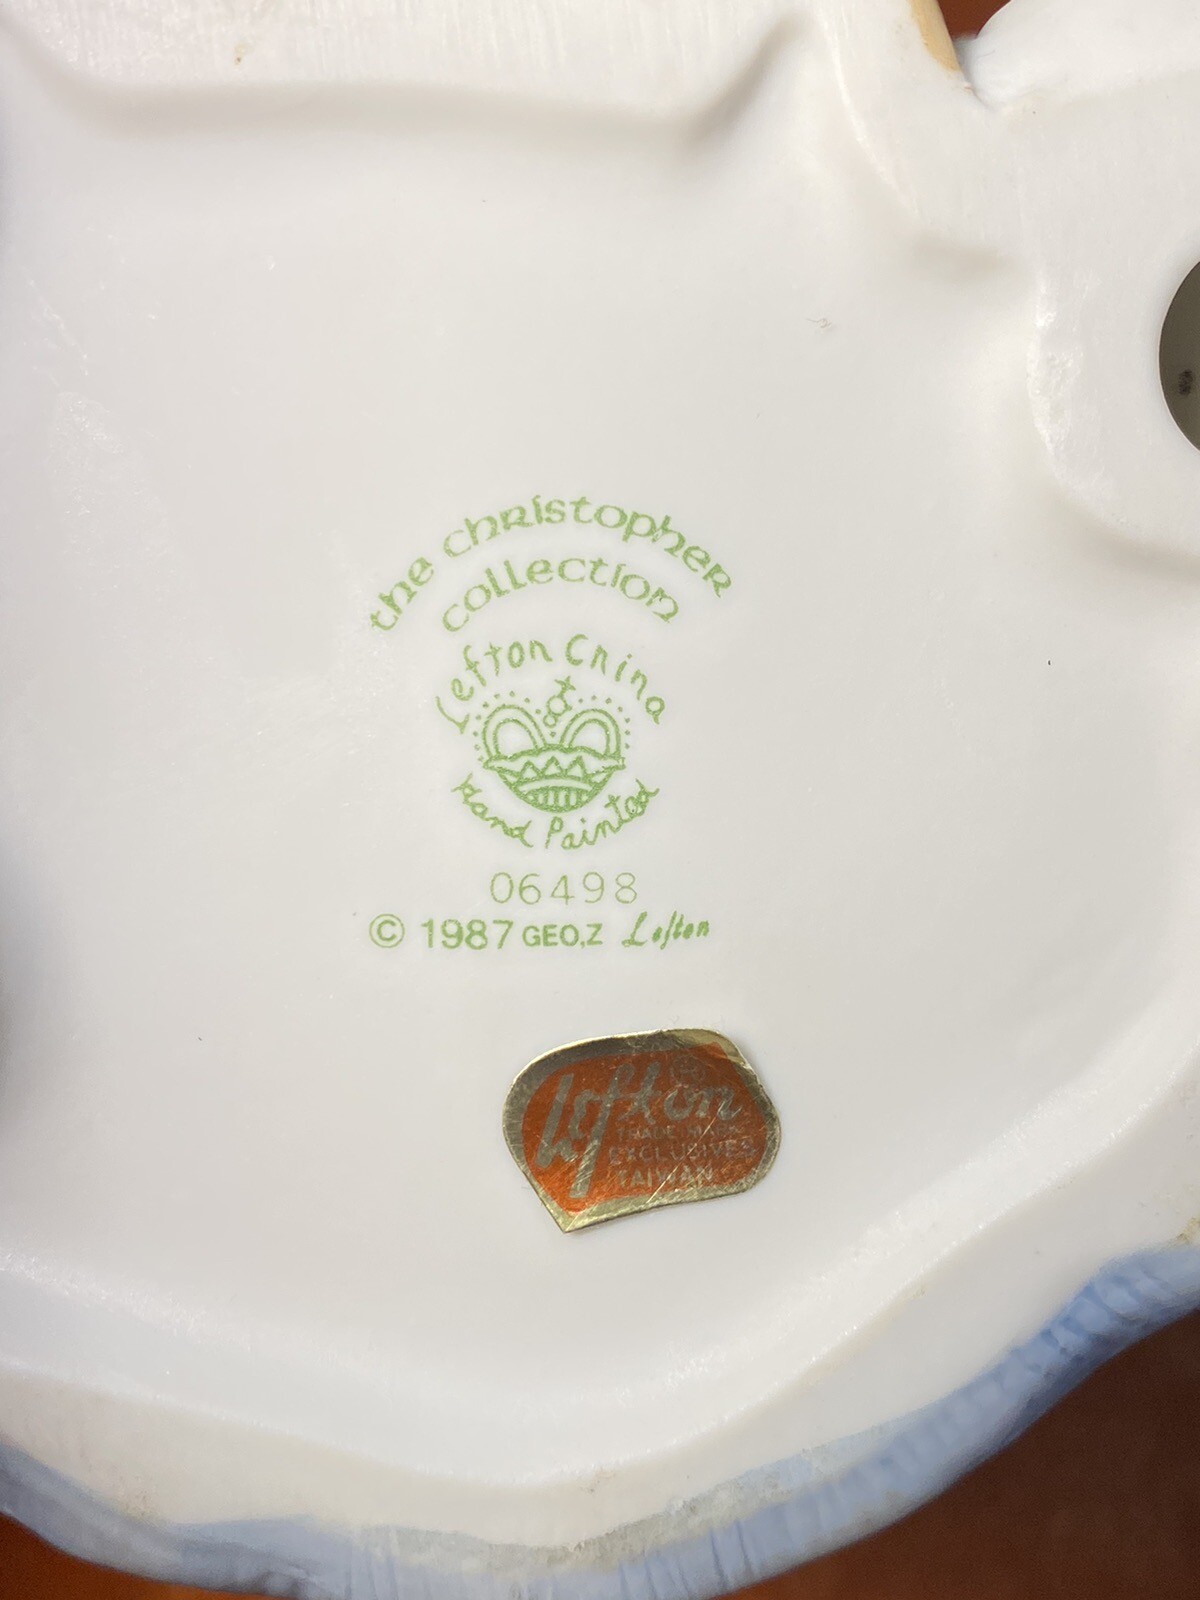 the christopher
collection
Lefton China
Hand Painted
06498
© 1987 GEO,Z Lefton
Lefton
TRADE MARK
EXCLUSIVES
TAIWAN